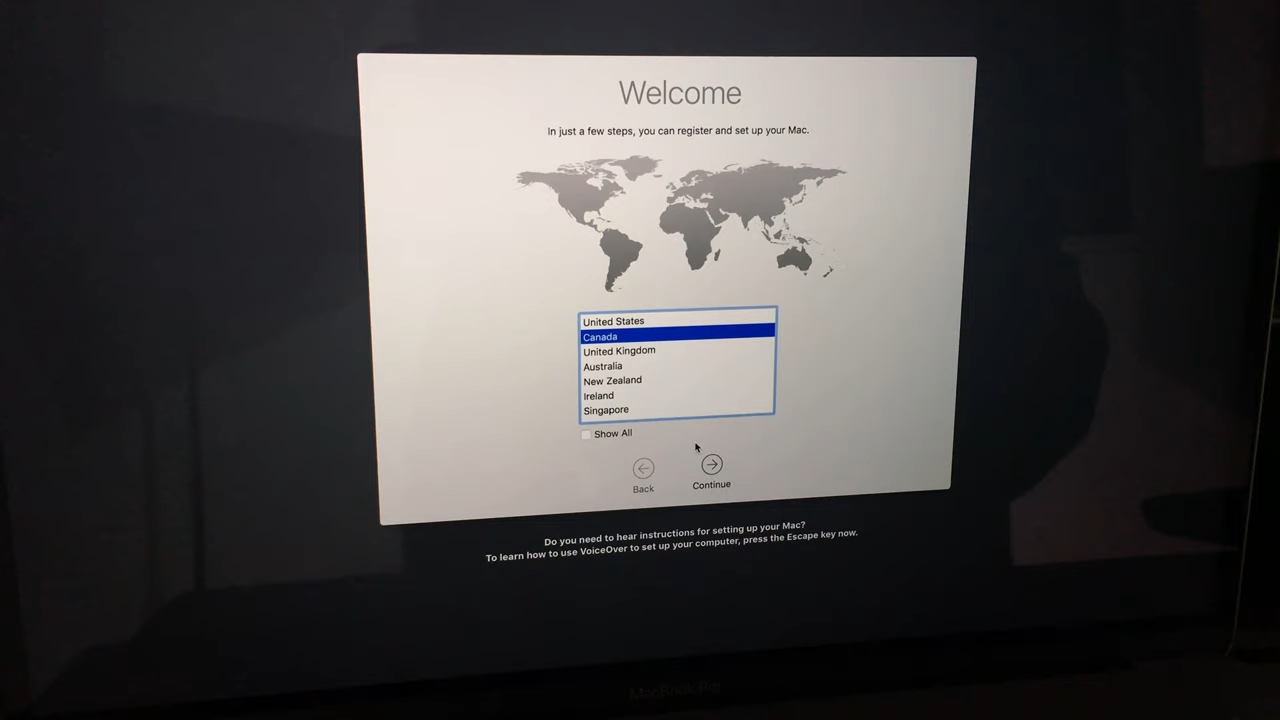 Welcome
In just a few steps, you can register and set up your Mac.
United States
Canada
United Kingdom
Australia
New Zealand
Ireland
Singapore
Show All
Back
Continue
Do you need to hear instructions for setting up your Mac?
To learn how to use VoiceOver to set up your computer, press the Escape key now.
MacBook Pro